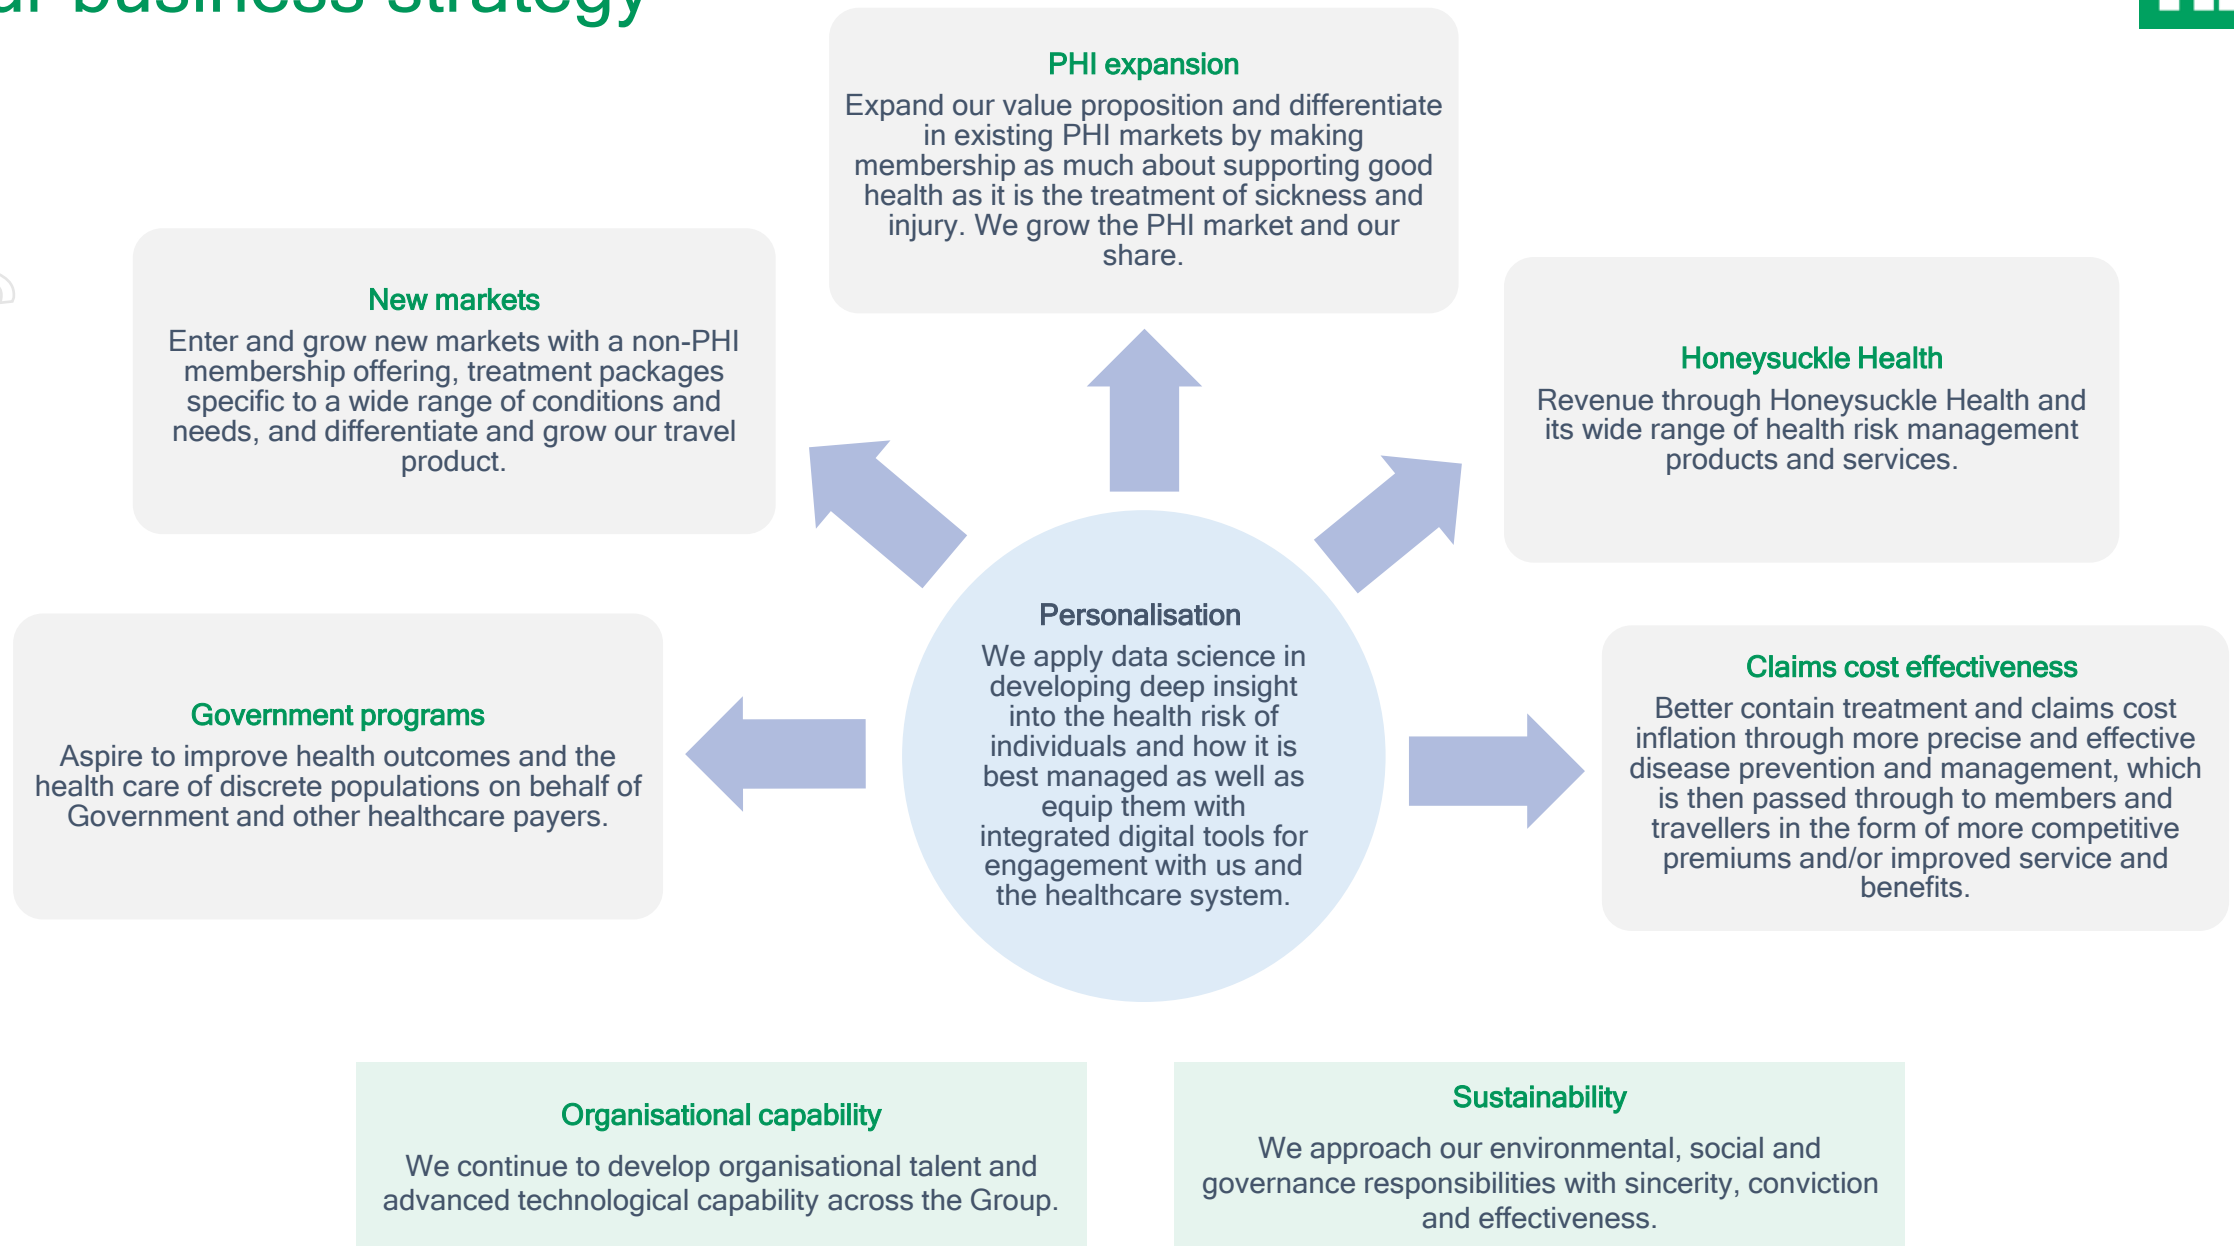 business strategy
PHI expansion
Expand our value proposition and differentiate
in existing PHI markets by making
membership as much about supporting good
health as it is the treatment of sickness and
injury. We grow the PHI market and our
share.
New markets
Enter and grow new markets with a non-PHI
membership offering, treatment packages
specific to a wide range of conditions and
needs, and differentiate and grow our travel
product.
Honeysuckle Health
Revenue through Honeysuckle Health and
its wide range of health risk management
products and services.
Government programs
Aspire to improve health outcomes and the
health care of discrete populations on behalf of
Government and other healthcare payers.
Personalisation
We apply data science in
developing deep insight
into the health risk of
individuals and how it is
best managed as well as
equip them with
integrated digital tools for
engagement with us and
the healthcare system.
Claims cost effectiveness
Better contain treatment and claims cost
inflation through more precise and effective
disease prevention and management, which
is then passed through to members and
travellers in the form of more competitive
premiums and/or improved service and
benefits.
Organisational capability
We continue to develop organisational talent and
advanced technological capability across the Group.
Sustainability
We approach our environmental, social and
governance responsibilities with sincerity, conviction
and effectiveness.